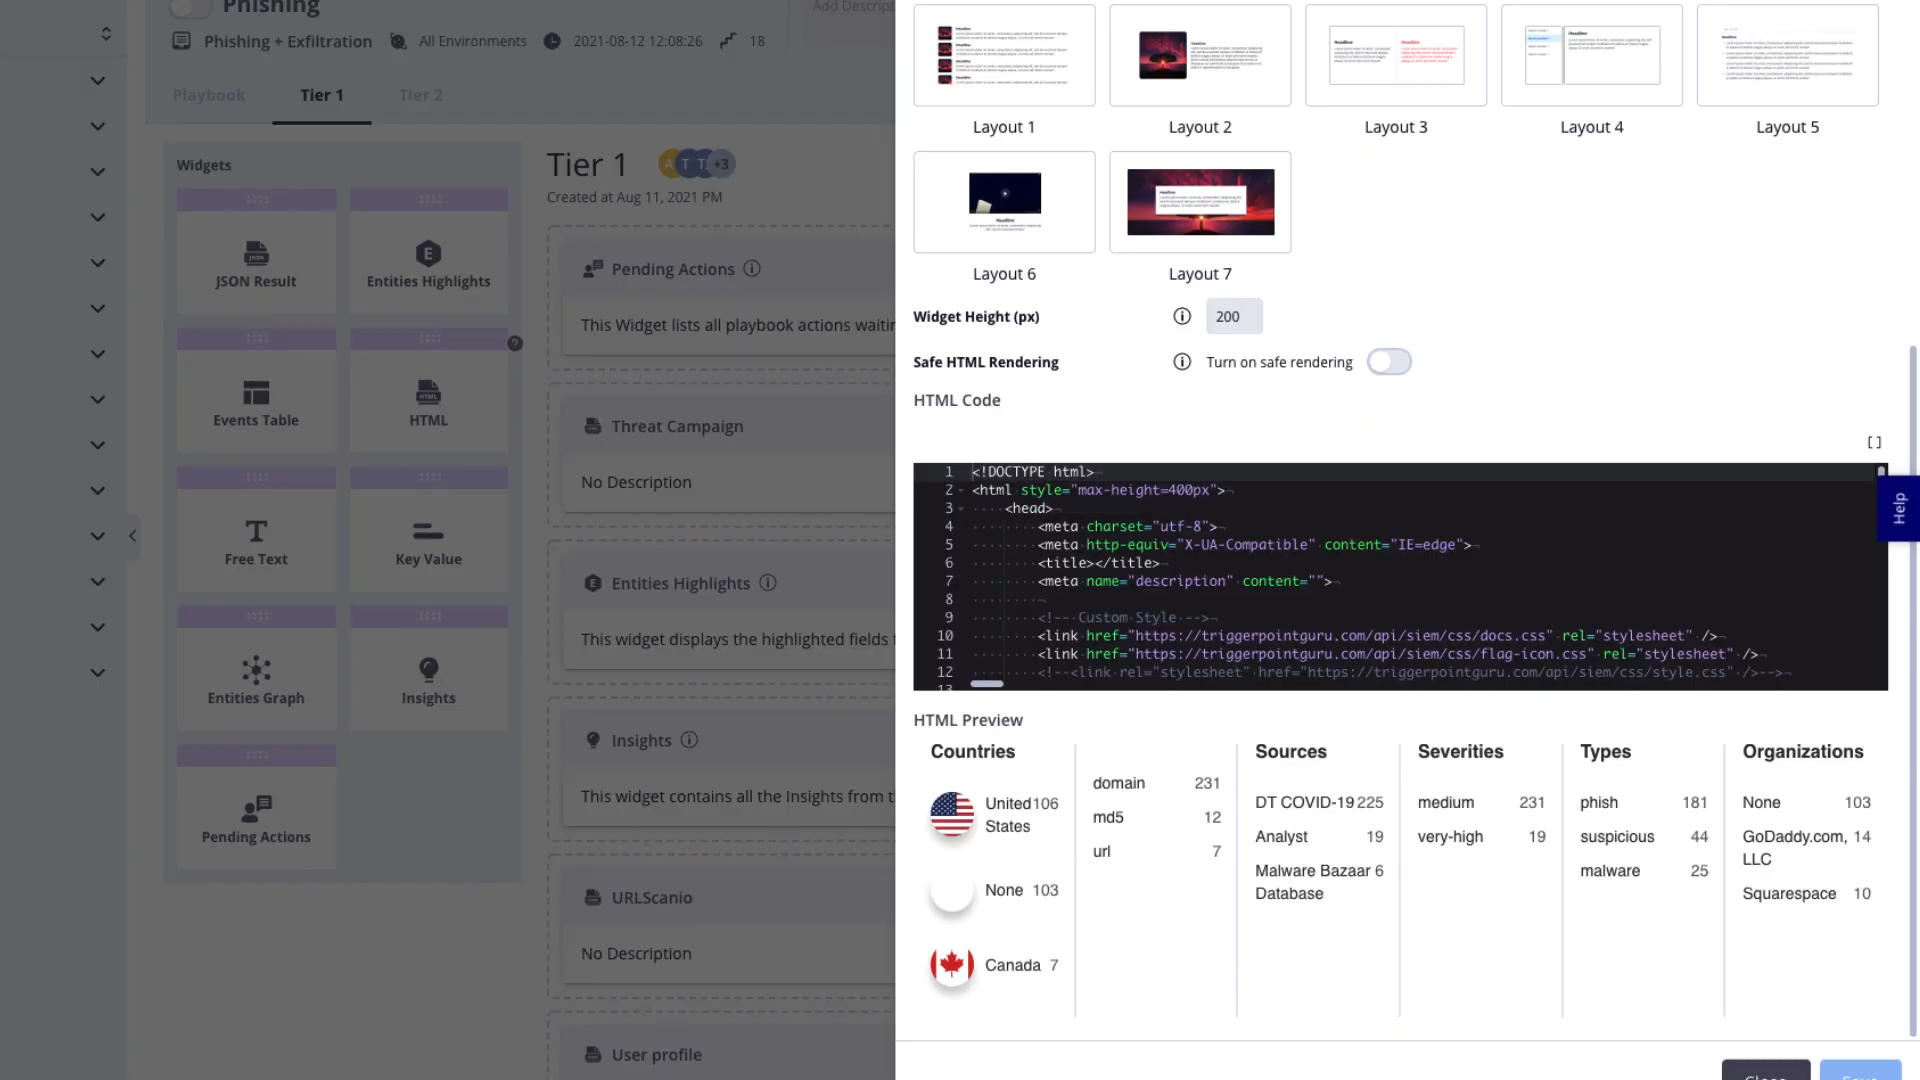 Phishing
Add Descript
Phishing + Exfiltration
All Environments
2021-08-12 12:08:26
18
Playbook
Tier 1
Tier 2
Widgets
JSON Result
Entities Highlights
Events Table
HTML
Free Text
Key Value
Entities Graph
Insights
Pending Actions
Tier 1
A T T +3
Created at Aug 11, 2021 PM
Pending Actions
This Widget lists all playbook actions waitin
Threat Campaign
No Description
Entities Highlights
This widget displays the highlighted fields f
Insights
This widget contains all the Insights from t
URLScanio
No Description
User profile
Layout 1
Layout 2
Layout 3
Layout 4
Layout 5
Layout 6
Layout 7
Widget Height (px)
200
Safe HTML Rendering
Turn on safe rendering
HTML Code
Help
1 <!DOCTYPE html>
2 <html style="max-height=400px">
3 <head>
4 <meta charset="utf-8">
5 <meta http-equiv="X-UA-Compatible" content="IE=edge">
6 <title></title>
7 <meta name="description" content="">
8
9 <!-- Custom Style -->
10 <link href="https://triggerpointguru.com/api/siem/css/docs.css" rel="stylesheet" />
11 <link href="https://triggerpointguru.com/api/siem/css/flag-icon.css" rel="stylesheet" />
12 <!--<link rel="stylesheet" href="https://triggerpointguru.com/api/siem/css/style.css" />-->
13
HTML Preview
Countries
United States 106
None 103
Canada 7
domain 231
md5 12
url 7
Sources
DT COVID-19 225
Analyst 19
Malware Bazaar 6
Database
Severities
medium 231
very-high 19
Types
phish 181
suspicious 44
malware 25
Organizations
None 103
GoDaddy.com, 14
LLC
Squarespace 10
Close
Save